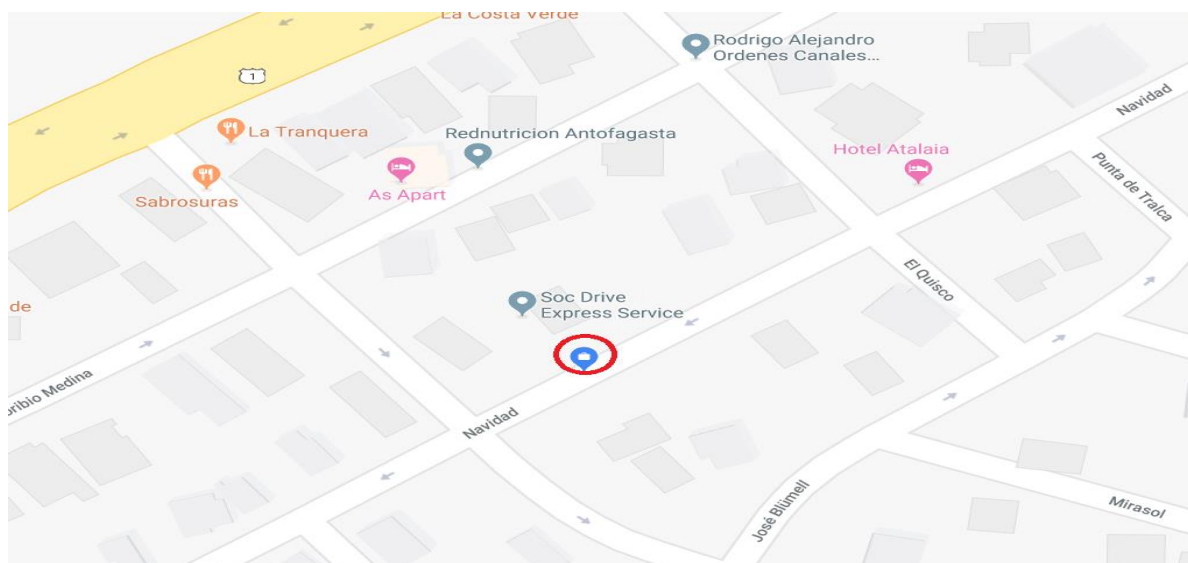 La Costa Verde
Rodrigo Alejandro
Ordenes Canales...
1
Navidad
La Tranquera
Rednutricion Antofagasta
Hotel Atalaia
Punta de Tralca
As Apart
Sabrosuras
El Quisco
de
Soc Drive
Express Service
oribio Medina
Navidad
José Blümell
Mirasol